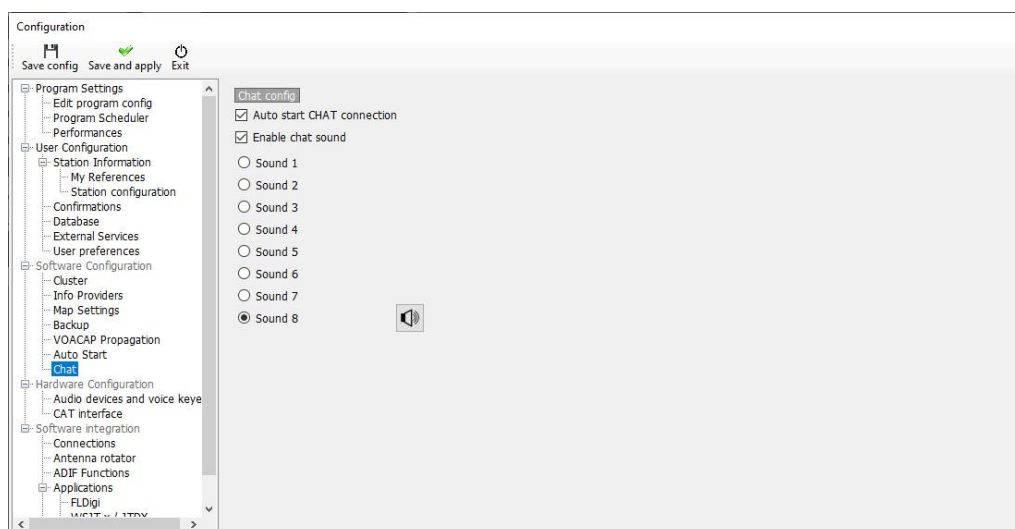 Configuration
Save config Save and apply Exit
Program Settings
Edit program config
Program Scheduler
Performances
User Configuration
Station Information
My References
Station configuration
Confirmations
Database
External Services
User preferences
Software Configuration
Cluster
Info Providers
Map Settings
Backup
VOACAP Propagation
Auto Start
Chat
Hardware Configuration
Audio devices and voice keye
CAT interface
Software integration
Connections
Antenna rotator
ADIF Functions
Applications
FLDigi
WSJT-x / JTDX
Chat config
Auto start CHAT connection
Enable chat sound
Sound 1
Sound 2
Sound 3
Sound 4
Sound 5
Sound 6
Sound 7
Sound 8